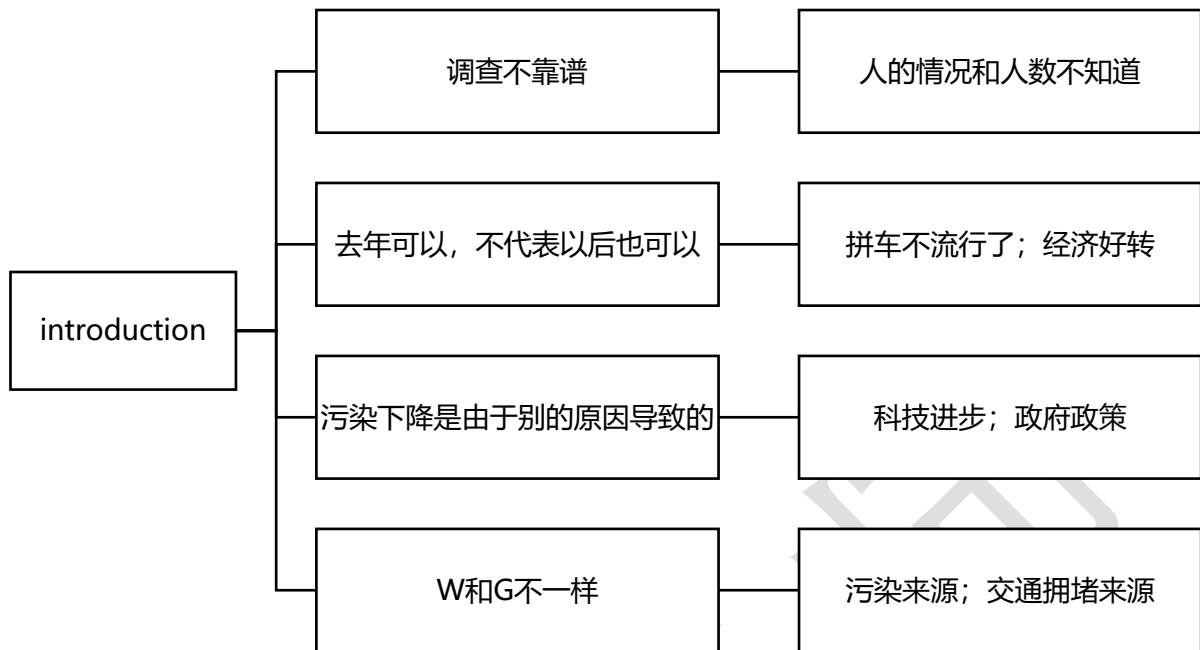 调查不靠谱
人的情况和人数不知道
去年可以，不代表以后也可以
拼车不流行了；经济好转
introduction
污染下降是由于别的原因导致的
科技进步；政府政策
W和G不一样
污染来源；交通拥堵来源